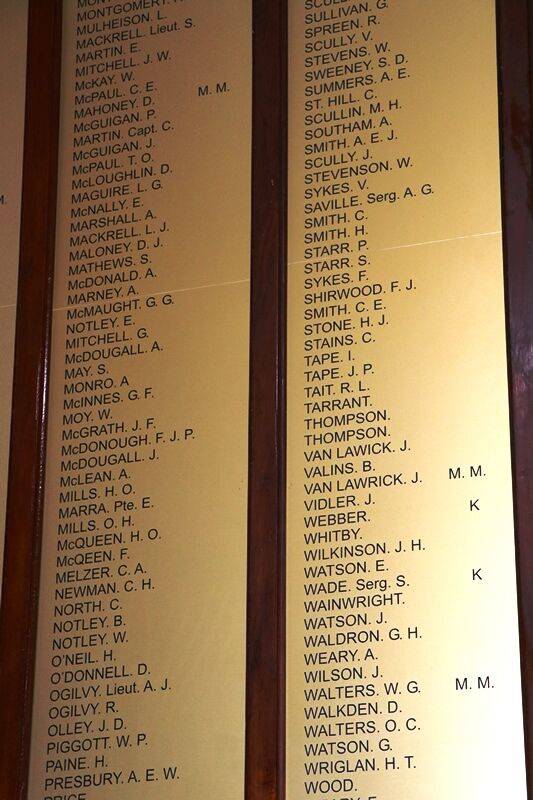 MONTGOMERY.
MULHEISON. L.
MACKRELL. Lieut. S.
MARTIN. E.
MITCHELL. J. W.
McKAY. W.
McPAUL. C. E
MAHONEY. D. M. M.
McGUIGAN. P.
MARTIN. Capt. C.
McGUIGAN. J.
McPAUL. T. O.
McLOUGHLIN. D.
MAGUIRE. L. G.
McNALLY. E.
MARSHALL. A.
MACKRELL. L. J.
MALONEY. D. J.
MATHEWS. S.
McDONALD. A.
MARNEY. A.
McMAUGHT. G. G.
NOTLEY. E.
MITCHELL. G.
McDOUGALL. A.
MAY. S.
MONRO. A
McINNES. G. F.
MOY. W.
McGRATH. J. F.
McDONOUGH. F. J. P.
McDOUGALL. J.
McLEAN. A.
MILLS. H. O.
MARRA. Pte. E.
MILLS. O. H.
McQUEEN. H. O.
McQEEN. F.
MELZER. C. A.
NEWMAN. C. H.
NORTH. C.
NOTLEY. B.
NOTLEY. W.
O'NEIL. H.
O'DONNELL. D.
OGILVY. Lieut. A. J.
OGILVY. R.
OLLEY. J. D.
PIGGOTT. W. P.
PAINE. H.
PRESBURY. A. E. W.
PRICE
SULLIVAN. G.
SPREEN. R.
SCULLY. V.
STEVENS. W.
SWEENEY. S. D.
SUMMERS. A. E.
ST. HILL. C.
SCULLIN. M. H.
SOUTHAM. A.
SMITH. A. E. J.
SCULLY. J.
STEVENSON. W.
SYKES. V.
SAVILLE. Serg. A. G.
SMITH. C.
SMITH. H.
STARR. P.
STARR. S.
SYKES. F.
SHIRWOOD. F. J.
SMITH. C. E.
STONE. H. J.
STAINS. C.
TAPE. I.
TAPE. J. P.
TAIT. R. L.
TARRANT.
THOMPSON.
THOMPSON.
VAN LAWICK. J.
VALINS. B.
VAN LAWRICK. J. M. M.
VIDLER. J.
WEBBER. K
WHITBY.
WILKINSON. J. H.
WATSON. E.
WADE. Serg. S. K
WAINWRIGHT.
WATSON. J.
WALDRON. G. H.
WEARY. A.
WILSON. J.
WALTERS. W. G. M. M.
WALKDEN. D.
WALTERS. O. C.
WATSON. G.
WRIGLAN. H. T.
WOOD.